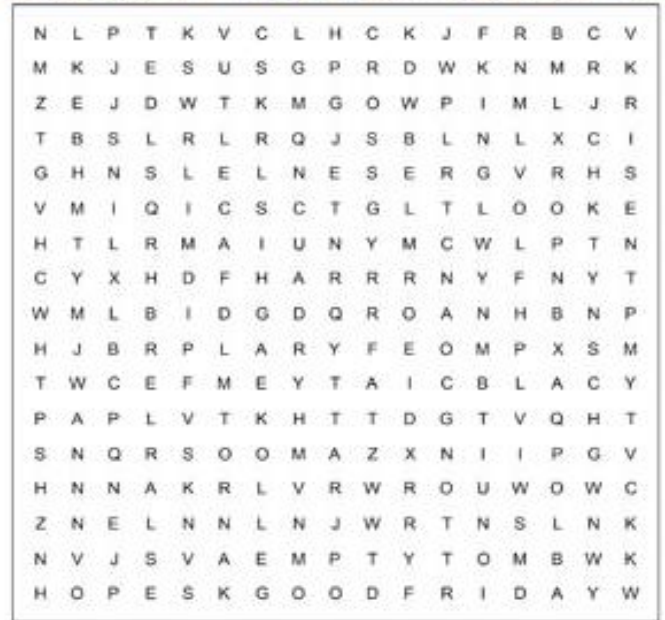 N L P T K V C L H C K J F R B C V
M K J E S U S G P R D W K N M R K
Z E J D W T K M G O W P I M L J R
T B S L R L R Q J S B L N L X C I
G H N S L E L N E S E R G V R H S
V M I Q I C S C T G L T L O O K E
H T L R M A I U N Y M C W L P T N
C Y X H D F H A R R R N Y F N Y T
W M L B I D G D Q R O A N H B N P
H J B R P L A R Y F E O M P X S M
T W C E F M E Y T A I C B L A C Y
P A P L V T K H T T D G T V Q H T
S N Q R S O O M A Z X N I I P G V
H N N A K R L V R W R O U W O W C
Z N E L N N L N J W R T N S L N K
N V J S V A E M P T Y T O M B W K
H O P E S K G O O D F R I D A Y W